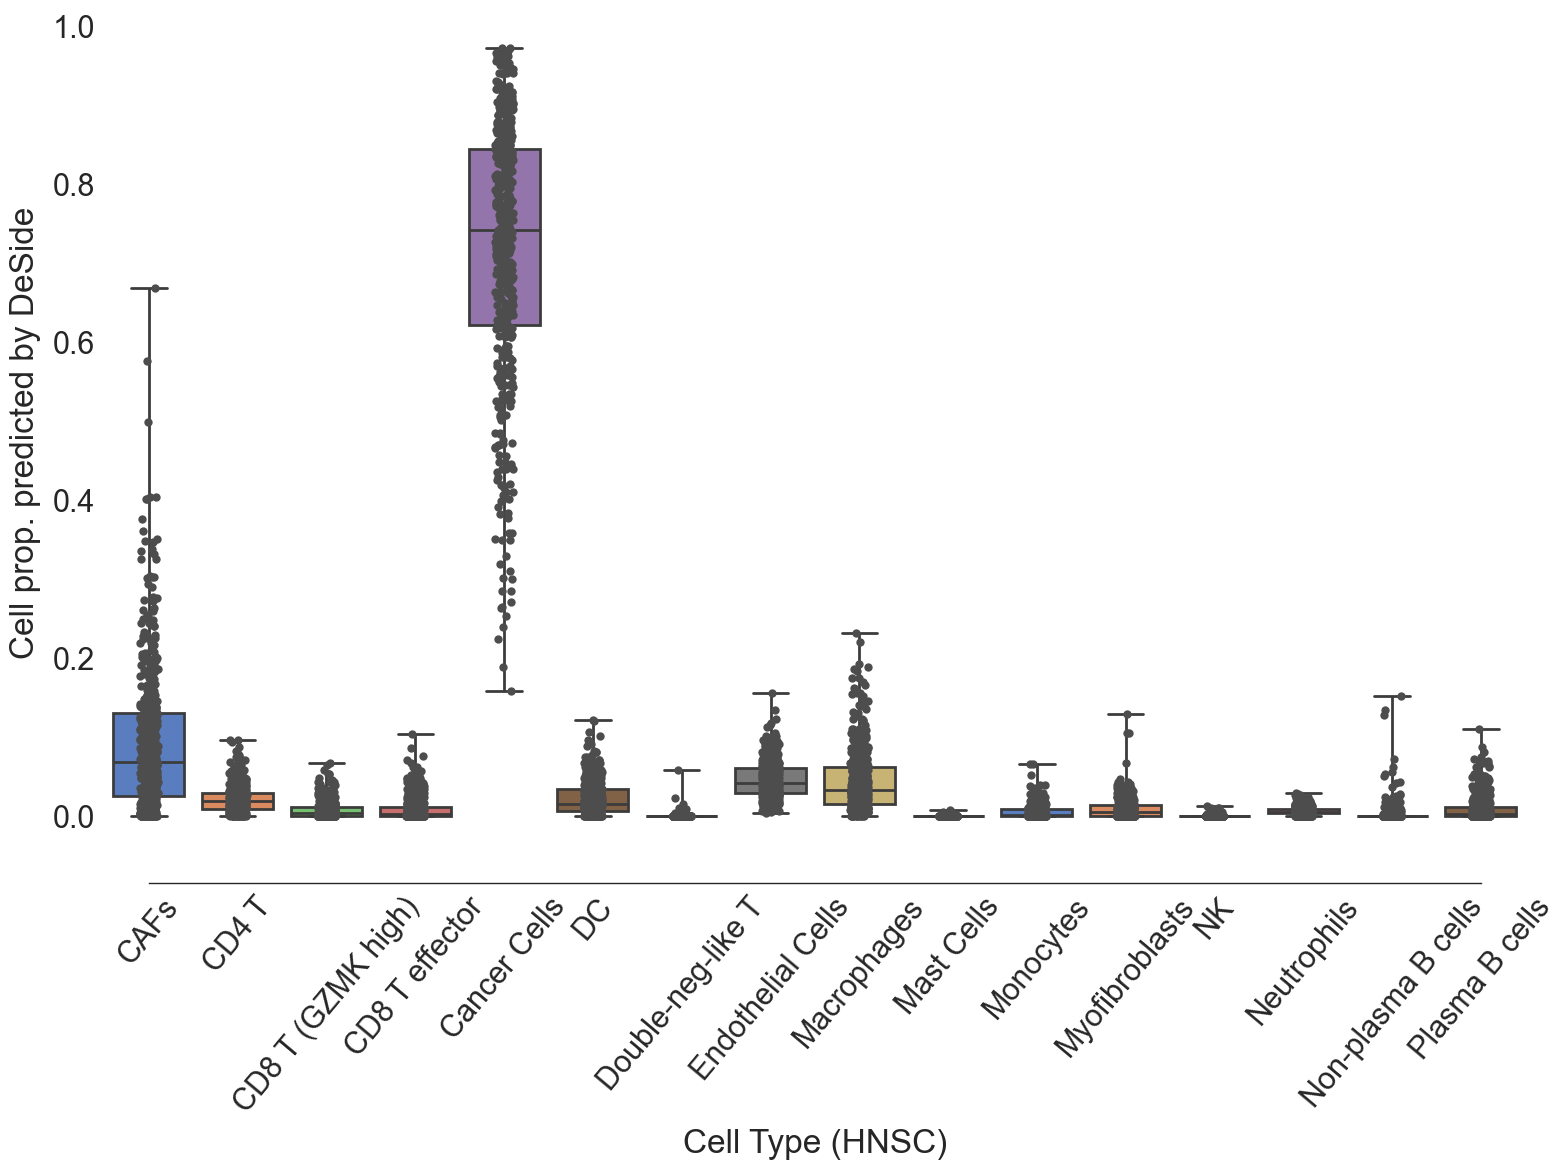 Cell prop. predicted by DeSide
1.0
0.8
0.6
0.4
0.2
0.0
CAFs
CD4 T
CD8 T (GZMK high)
CD8 T effector
Cancer Cells
DC
Double-neg-like T
Endothelial Cells
Macrophages
Mast Cells
Monocytes
Myofibroblasts
NK
Neutrophils
Non-plasma B cells
Plasma B cells
Cell Type (HNSC)